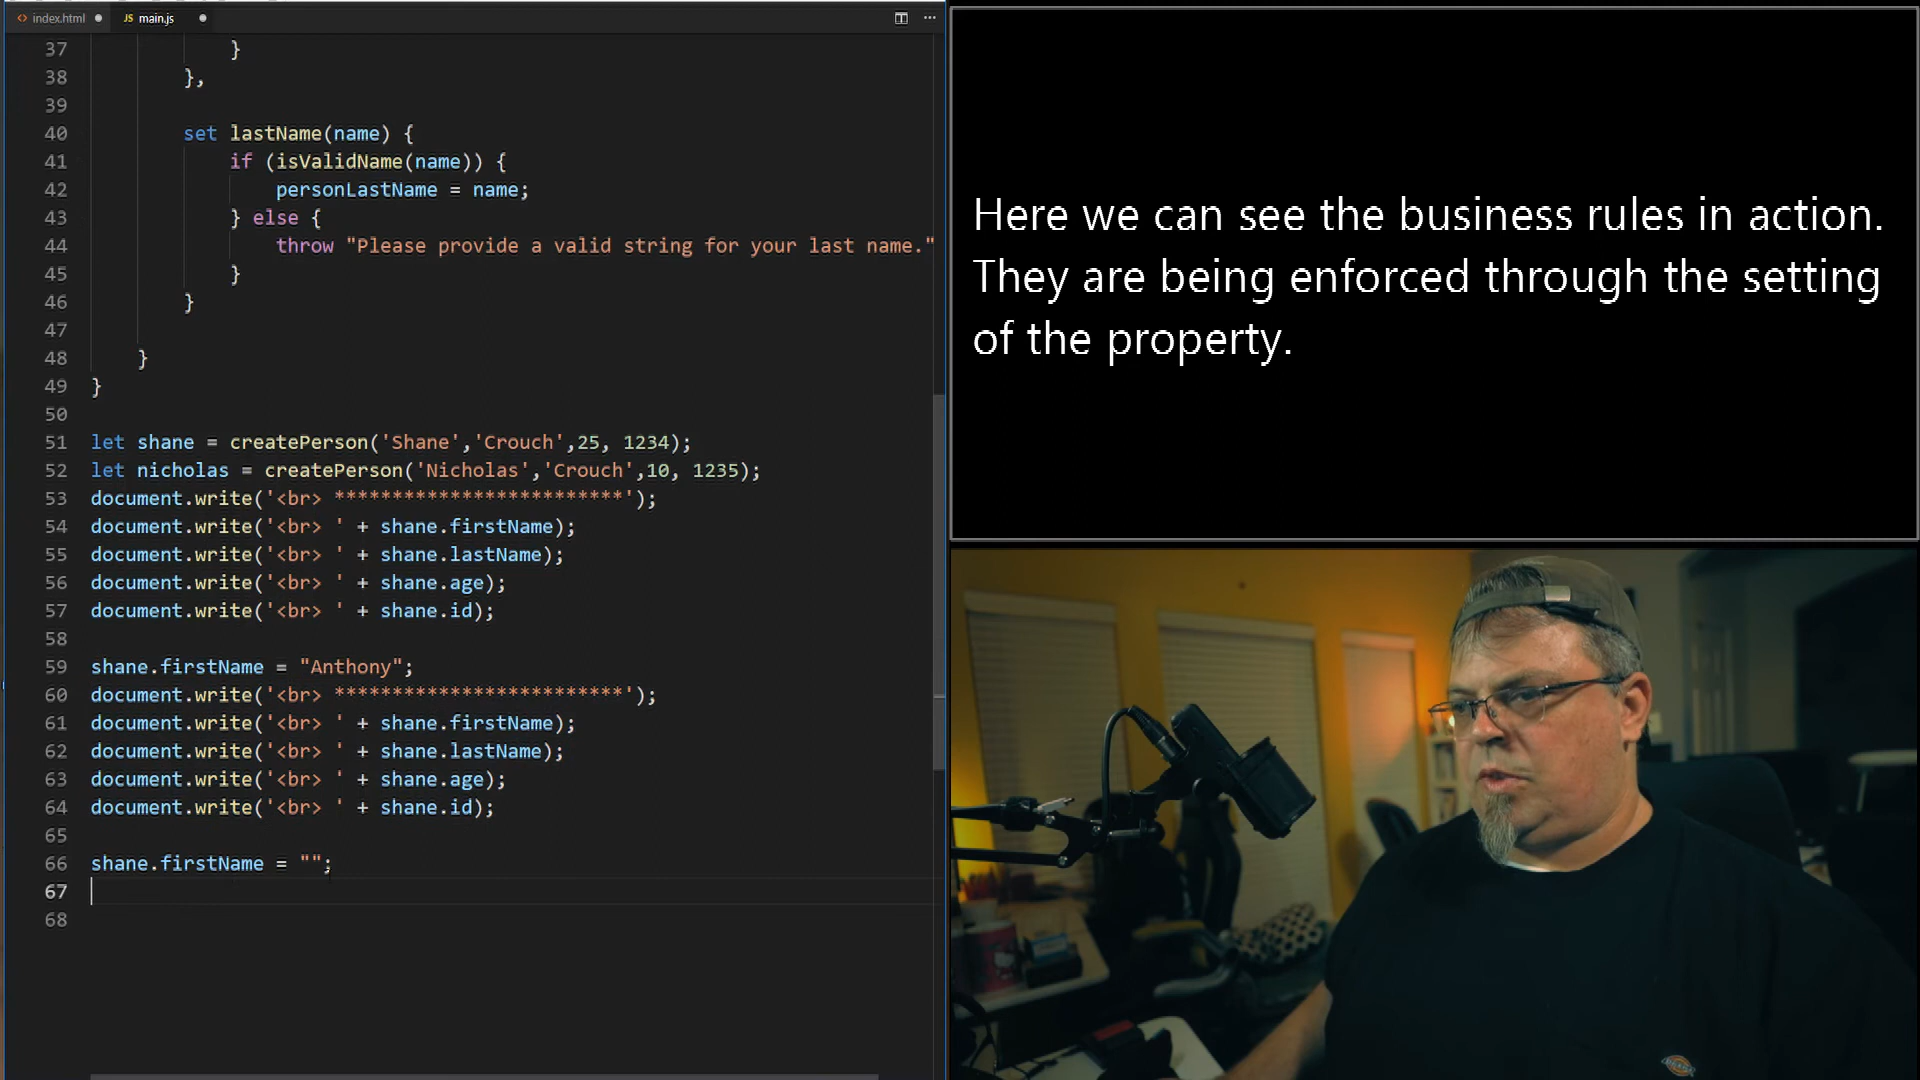 index.html
JS main.js
37 }
38 },
39
40 set lastName(name) {
41 if (isValidName(name)) {
42 personLastName = name;
43 } else {
44 throw "Please provide a valid string for your last name."
45 }
46 }
47
48 }
49 }
50
51 let shane = createPerson('Shane','Crouch',25, 1234);
52 let nicholas = createPerson('Nicholas','Crouch',10, 1235);
53 document.write('<br> *************************');
54 document.write('<br> ' + shane.firstName);
55 document.write('<br> ' + shane.lastName);
56 document.write('<br> ' + shane.age);
57 document.write('<br> ' + shane.id);
58
59 shane.firstName = "Anthony";
60 document.write('<br> *************************');
61 document.write('<br> ' + shane.firstName);
62 document.write('<br> ' + shane.lastName);
63 document.write('<br> ' + shane.age);
64 document.write('<br> ' + shane.id);
65
66 shane.firstName = "";
67
68
Here we can see the business rules in action.
They are being enforced through the setting
of the property.